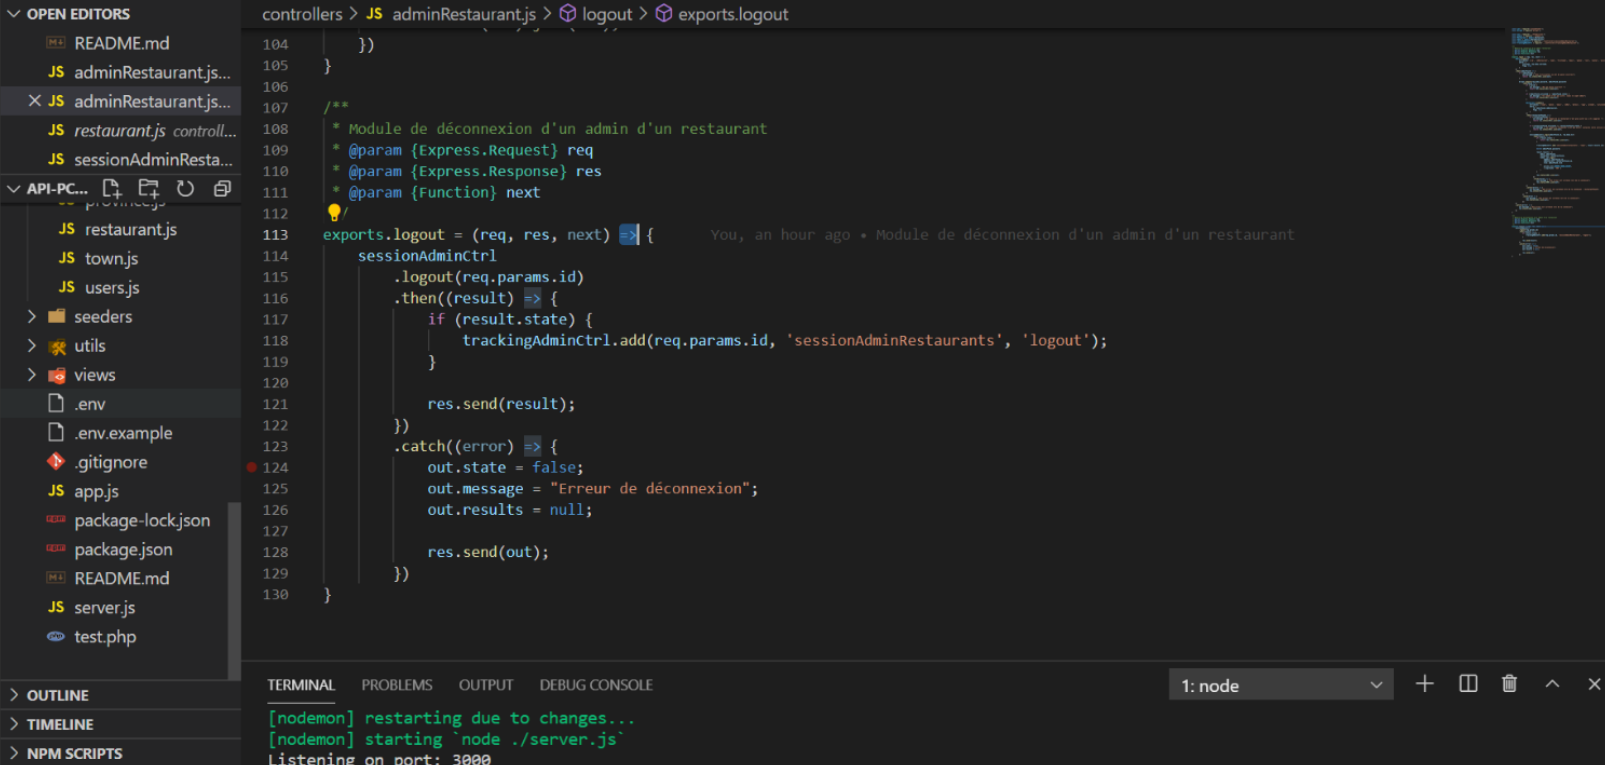 OPEN EDITORS
README.md
JS adminRestaurant.js...
JS adminRestaurant.js...
JS restaurant.js controll...
JS sessionAdminResta...
API-PC...
province.js
JS restaurant.js
JS town.js
JS users.js
seeders
utils
views
.env
.env.example
.gitignore
JS app.js
package-lock.json
package.json
README.md
JS server.js
test.php
OUTLINE
TIMELINE
NPM SCRIPTS
controllers > JS adminRestaurant.js > logout > exports.logout
104 })
105 }
106
107 /**
108 * Module de déconnexion d'un admin d'un restaurant
109 * @param {Express.Request} req
110 * @param {Express.Response} res
111 * @param {Function} next
112 /
113 exports.logout = (req, res, next) => { You, an hour ago • Module de déconnexion d'un admin d'un restaurant
114 sessionAdminCtrl
115 .logout(req.params.id)
116 .then((result) => {
117 if (result.state) {
118 trackingAdminCtrl.add(req.params.id, 'sessionAdminRestaurants', 'logout');
119 }
120
121 res.send(result);
122 })
123 .catch((error) => {
124 out.state = false;
125 out.message = "Erreur de déconnexion";
126 out.results = null;
127
128 res.send(out);
129 })
130 }
TERMINAL PROBLEMS OUTPUT DEBUG CONSOLE 1: node
[nodemon] restarting due to changes...
[nodemon] starting `node ./server.js`
Listening on port: 3000